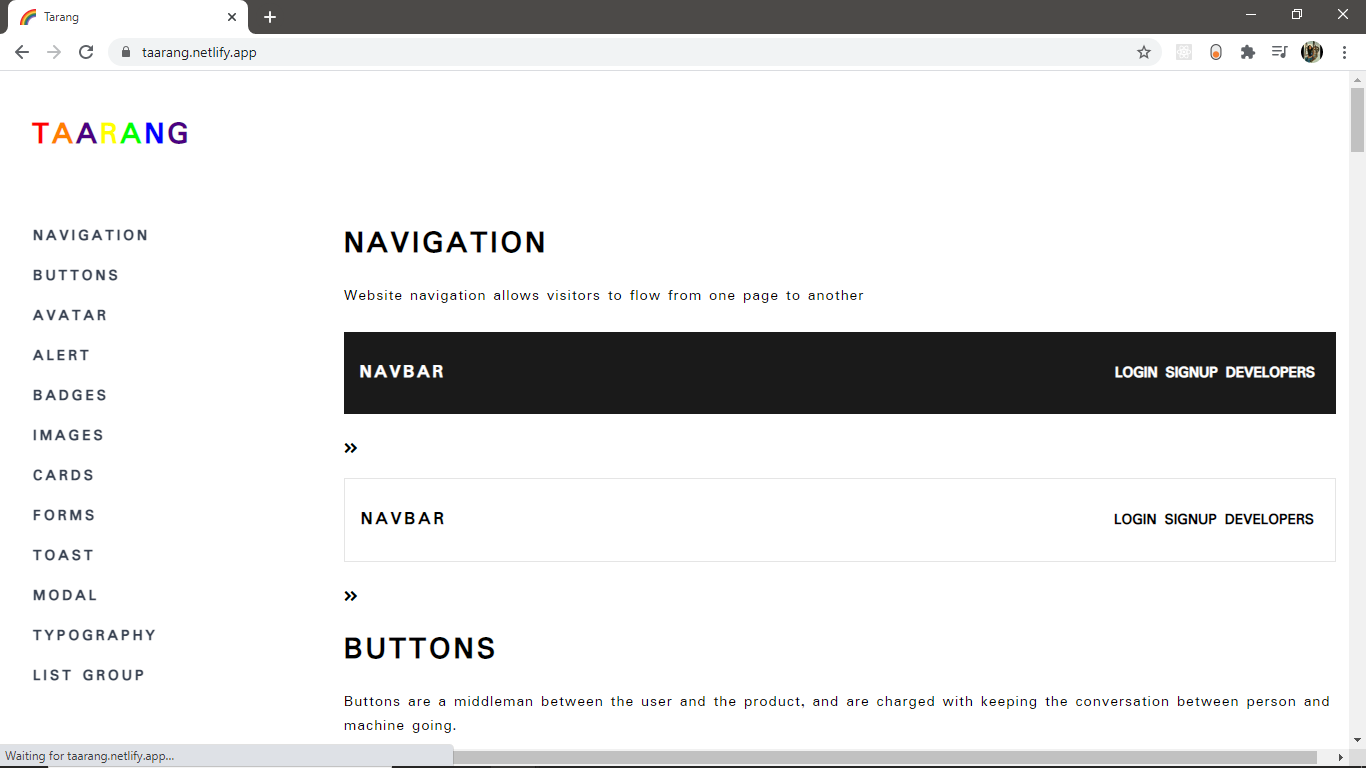 Tarang
taarang.netlify.app
TAARANG
NAVIGATION
BUTTONS
AVATAR
ALERT
BADGES
IMAGES
CARDS
FORMS
TOAST
MODAL
TYPOGRAPHY
LIST GROUP
NAVIGATION
Website navigation allows visitors to flow from one page to another
NAVBAR LOGIN SIGNUP DEVELOPERS
NAVBAR LOGIN SIGNUP DEVELOPERS
BUTTONS
Buttons are a middleman between the user and the product, and are charged with keeping the conversation between person and
machine going.
Waiting for taarang.netlify.app...